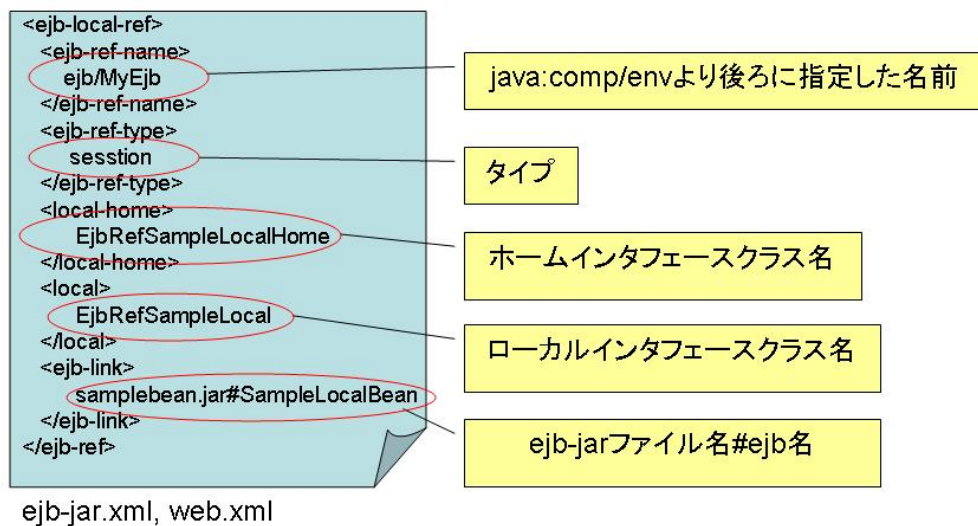 <ejb-local-ref>
<ejb-ref-name>
ejb/MyEjb
</ejb-ref-name>
<ejb-ref-type>
sesstion
</ejb-ref-type>
<local-home>
EjbRefSampleLocalHome
</local-home>
<local>
EjbRefSampleLocal
</local>
<ejb-link>
samplebean.jar#SampleLocalBean
</ejb-link>
</ejb-ref>
ejb-jar.xml, web.xml
java:comp/envより後ろに指定した名前
タイプ
ホームインタフェースクラス名
ローカルインタフェースクラス名
ejb-jarファイル名#ejb名